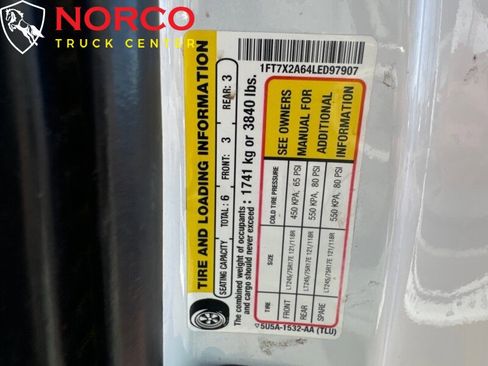 NORCO
TRUCK CENTER
TIRE AND LOADING INFORMATION
SEATING CAPACITY TOTAL: 6 FRONT: 3 REAR: 3
The combined weight of occupants
and cargo should never exceed : 1741 kg or 3840 lbs.
1FT7X2A64LED97907
TIRE SIZE COLD TIRE PRESSURE
FRONT LT245/75R17E 121/118R 450 KPA, 65 PSI
REAR LT245/75R17E 121/118R 550 KPA, 80 PSI
SPARE LT245/75R17E 121/118R 550 KPA, 80 PSI
SEE OWNERS
MANUAL FOR
ADDITIONAL
INFORMATION
5U5A-1532-AA (TLU)